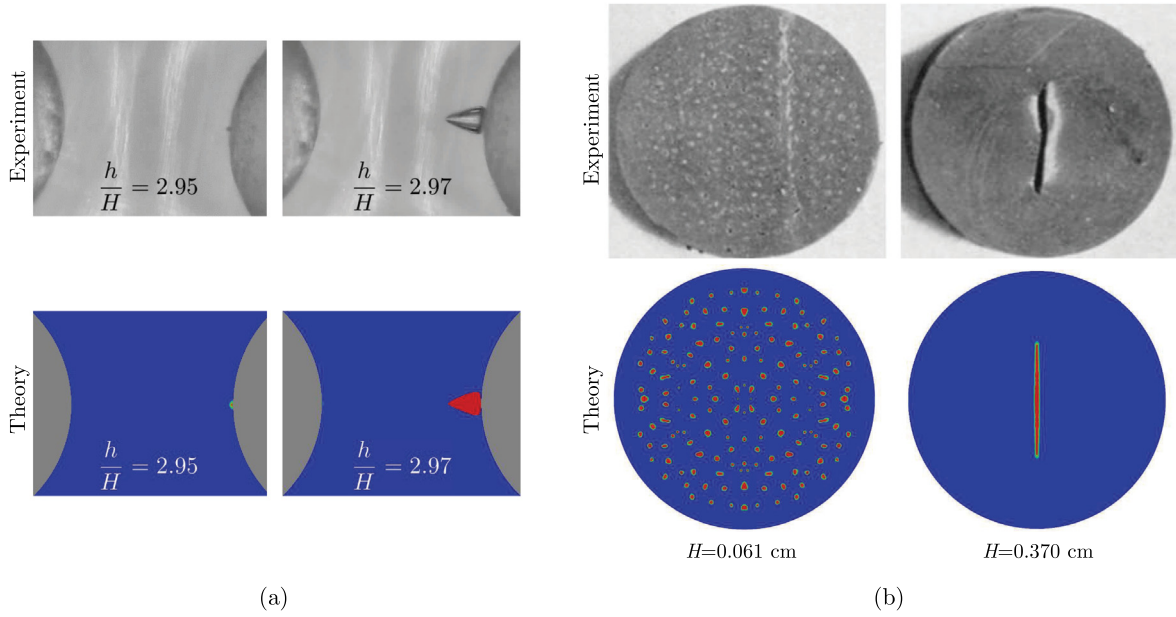 Experiment
h/H = 2.95
h/H = 2.97
Theory
h/H = 2.95
h/H = 2.97
(a)
Experiment
Theory
H=0.061 cm
H=0.370 cm
(b)